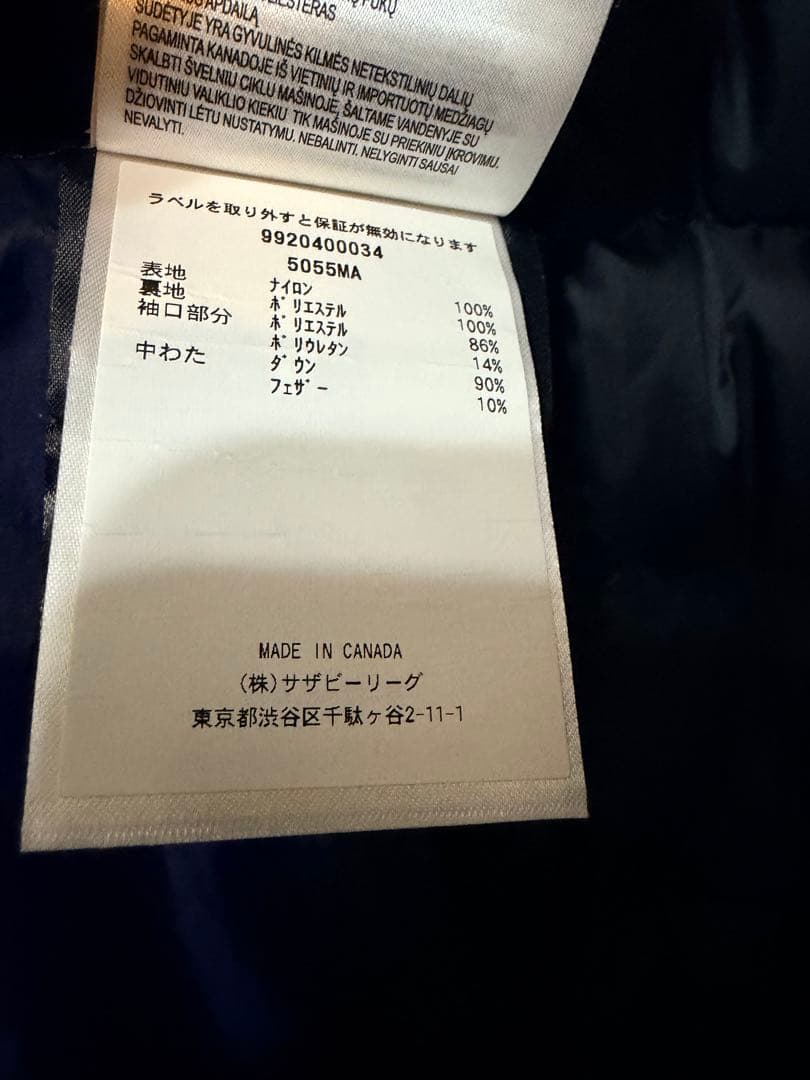 PŪKŲ
APDAILĄ
SUDĖTYJE YRA GYVULINĖS KILMĖS NETEKSTILINIŲ DALIŲ
PAGAMINTA KANADOJE IŠ VIETINIŲ IR IMPORTUOTŲ MEDŽIAGŲ
SKALBTI ŠVELNIU CIKLU MAŠINOJE, ŠALTAME VANDENYJE SU
VIDUTINIU VALIKLIO KIEKIU TIK MAŠINOJE SU PRIEKINIU ĮKROVIMU.
DŽIOVINTI LĖTU NUSTATYMU. NEBALINTI. NELYGINTI SAUSAI
NEVALYTI.
ラベルを取り外すと保証が無効になります
9920400034
5055MA
表地 ナイロン 100%
裏地 ポリエステル 100%
袖口部分 ポリエステル 86%
ポリウレタン 14%
中わた ダウン 90%
フェザー 10%
MADE IN CANADA
(株)サザビーリーグ
東京都渋谷区千駄ヶ谷2-11-1